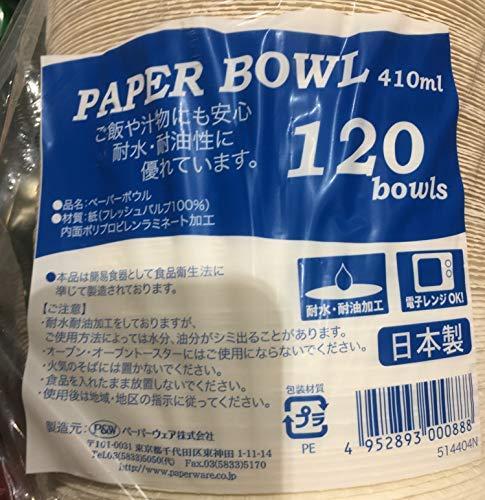 PAPER BOWL 410ml
ご飯や汁物にも安心
耐水・耐油性に
優れています。
120
bowls
●品名:ペーパーボウル
●材質:紙(フレッシュパルプ100%)
内面ポリプロピレンラミネート加工
●本品は簡易食器として食品衛生法に
準じて製造されております。
【ご注意】
・耐水耐油加工をしておりますが、
ご使用方法によっては水分、油分がシミ出ることがあります。
・オーブン・オーブントースターにはご使用にならないでください。
・火気のそばには置かないでください。
・食品を入れたまま放置しないでください。
・使用後は地域・地区の指示に従ってください。
耐水・耐油加工
電子レンジOK!
日本製
包装材質
プラ
PE
4 952893 000888
514404N
製造元: P&W ペーパーウェア株式会社
〒101-0031 東京都千代田区東神田 1-11-14
Tel.03(5833)5050(代) Fax.03(5833)5170
http://www.paperware.co.jp